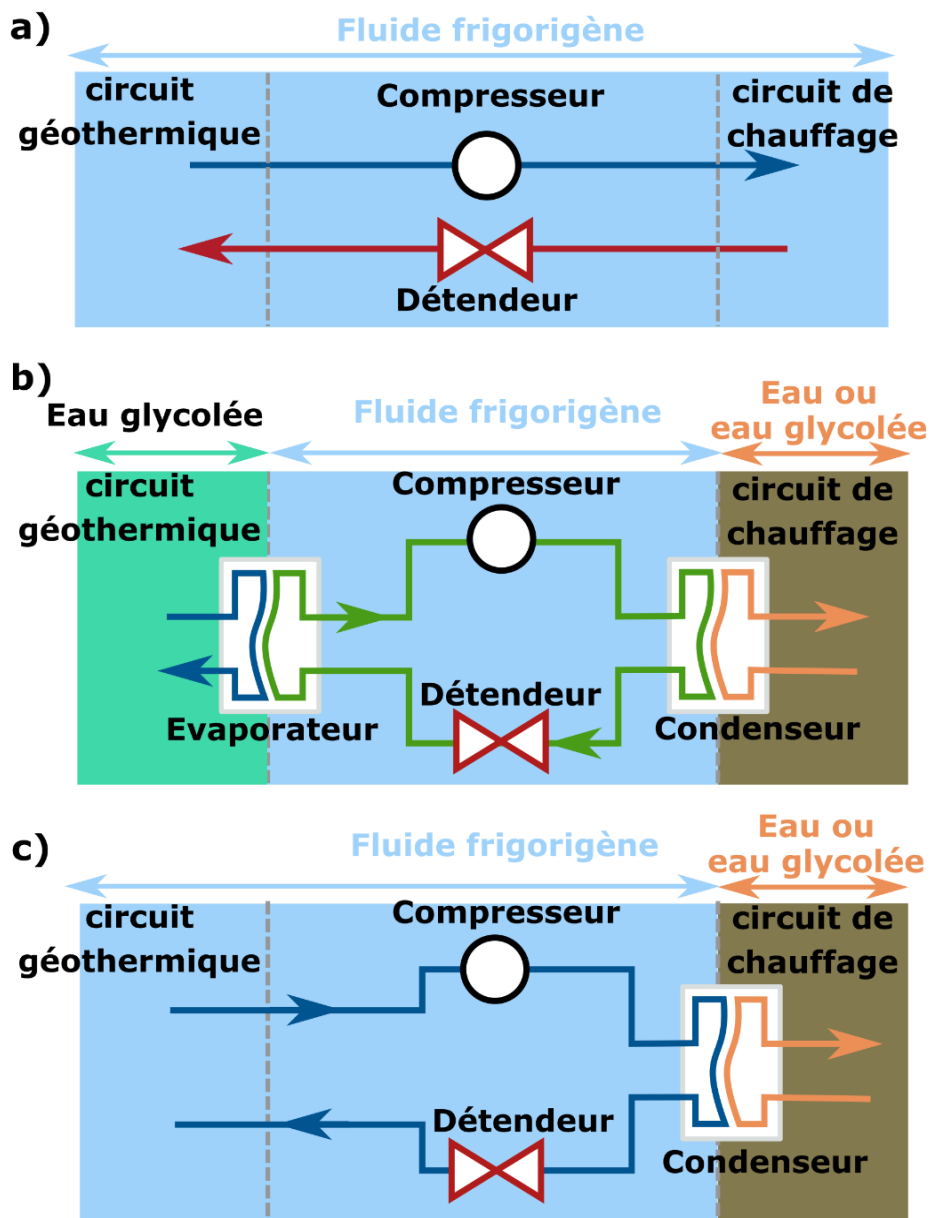 a)
Fluide frigorigène
circuit
géothermique
Compresseur
circuit de
chauffage
Détendeur
b)
Eau glycolée
Fluide frigorigène
Eau ou
eau glycolée
circuit
géothermique
Compresseur
circuit de
chauffage
Détendeur
Evaporateur
Condenseur
c)
Fluide frigorigène
Eau ou
eau glycolée
circuit
géothermique
Compresseur
circuit de
chauffage
Détendeur
Condenseur